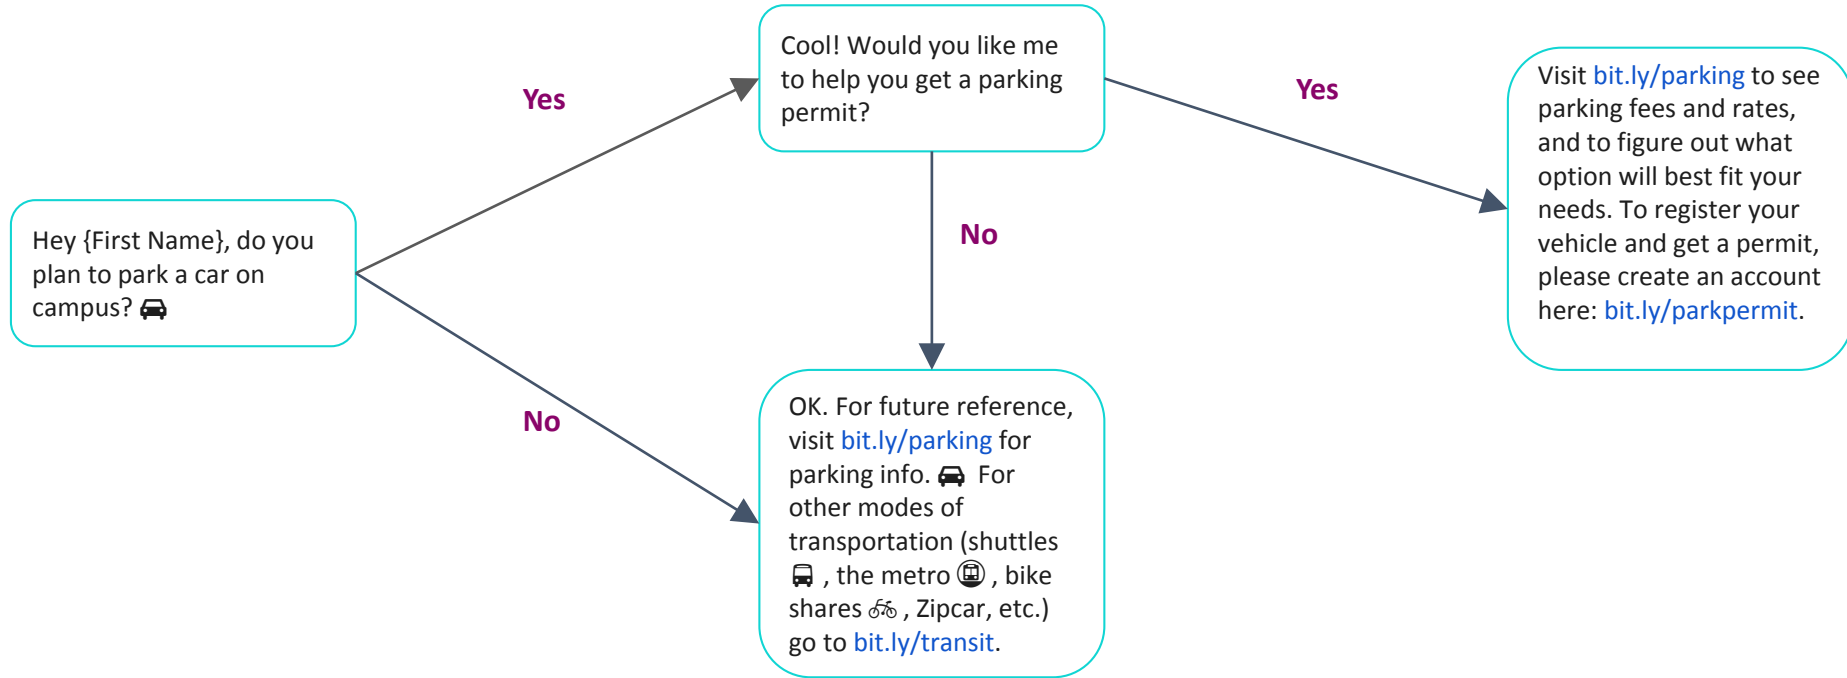 Hey {First Name}, do you
plan to park a car on
campus? 🚘
Yes
No
Cool! Would you like me
to help you get a parking
permit?
Yes
No
Visit bit.ly/parking to see
parking fees and rates,
and to figure out what
option will best fit your
needs. To register your
vehicle and get a permit,
please create an account
here: bit.ly/parkpermit.
OK. For future reference,
visit bit.ly/parking for
parking info. 🚘 For
other modes of
transportation (shuttles
🚍 , the metro 🚇 , bike
shares 🚲 , Zipcar, etc.)
go to bit.ly/transit.